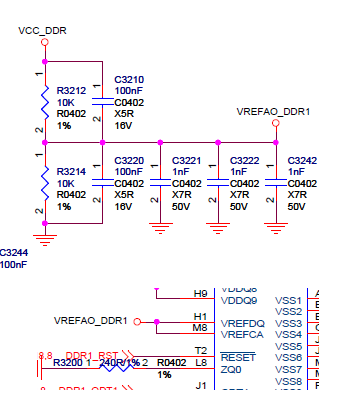 VCC_DDR
1 1 C3210
R3212 100nF
10K C0402
R0402 X5R
2 2 1% 16V
VREFAO_DDR1
1 1 C3220 1 C3221 1 C3222 1 C3242
R3214 100nF 1nF 1nF 1nF
10K C0402 C0402 C0402 C0402
R0402 X5R X7R X7R X7R
2 2 1% 16V 2 50V 2 50V 2 50V
C3244
100nF
VDDQ8
H9 VDDQ9 VSS1
VSS2
VREFAO_DDR1 H1 VREFDQ VSS3
M8 VREFCA VSS4
VSS5
8.8 DDR1_RST T2 RESET VSS6
R3200 1 240R/1% 2 R0402 L8 ZQ0 VSS7
1% VSS8
8.8 DDR1_ODT1 J1